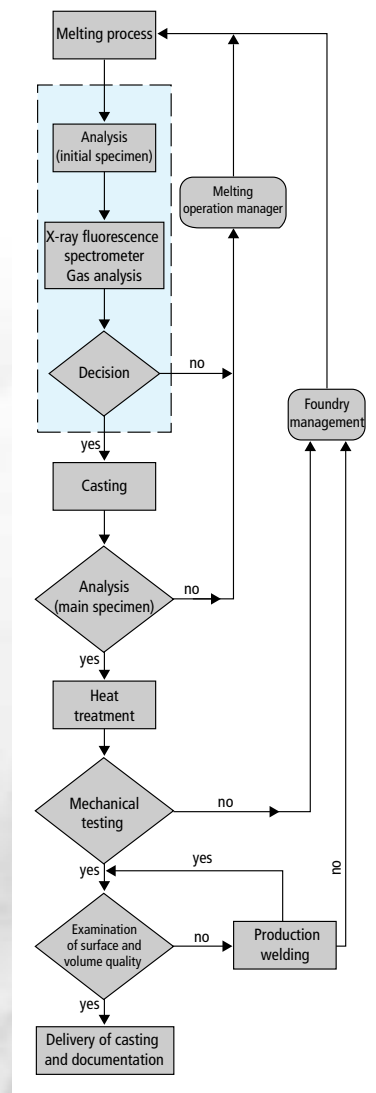 Melting process
Analysis
(initial specimen)
Melting
operation manager
X-ray fluorescence
spectrometer
Gas analysis
Decision
no
Foundry
management
yes
Casting
Analysis
(main specimen)
no
yes
Heat
treatment
Mechanical
testing
no
yes
yes
no
Examination
of surface and
volume quality
no
Production
welding
yes
Delivery of casting
and documentation